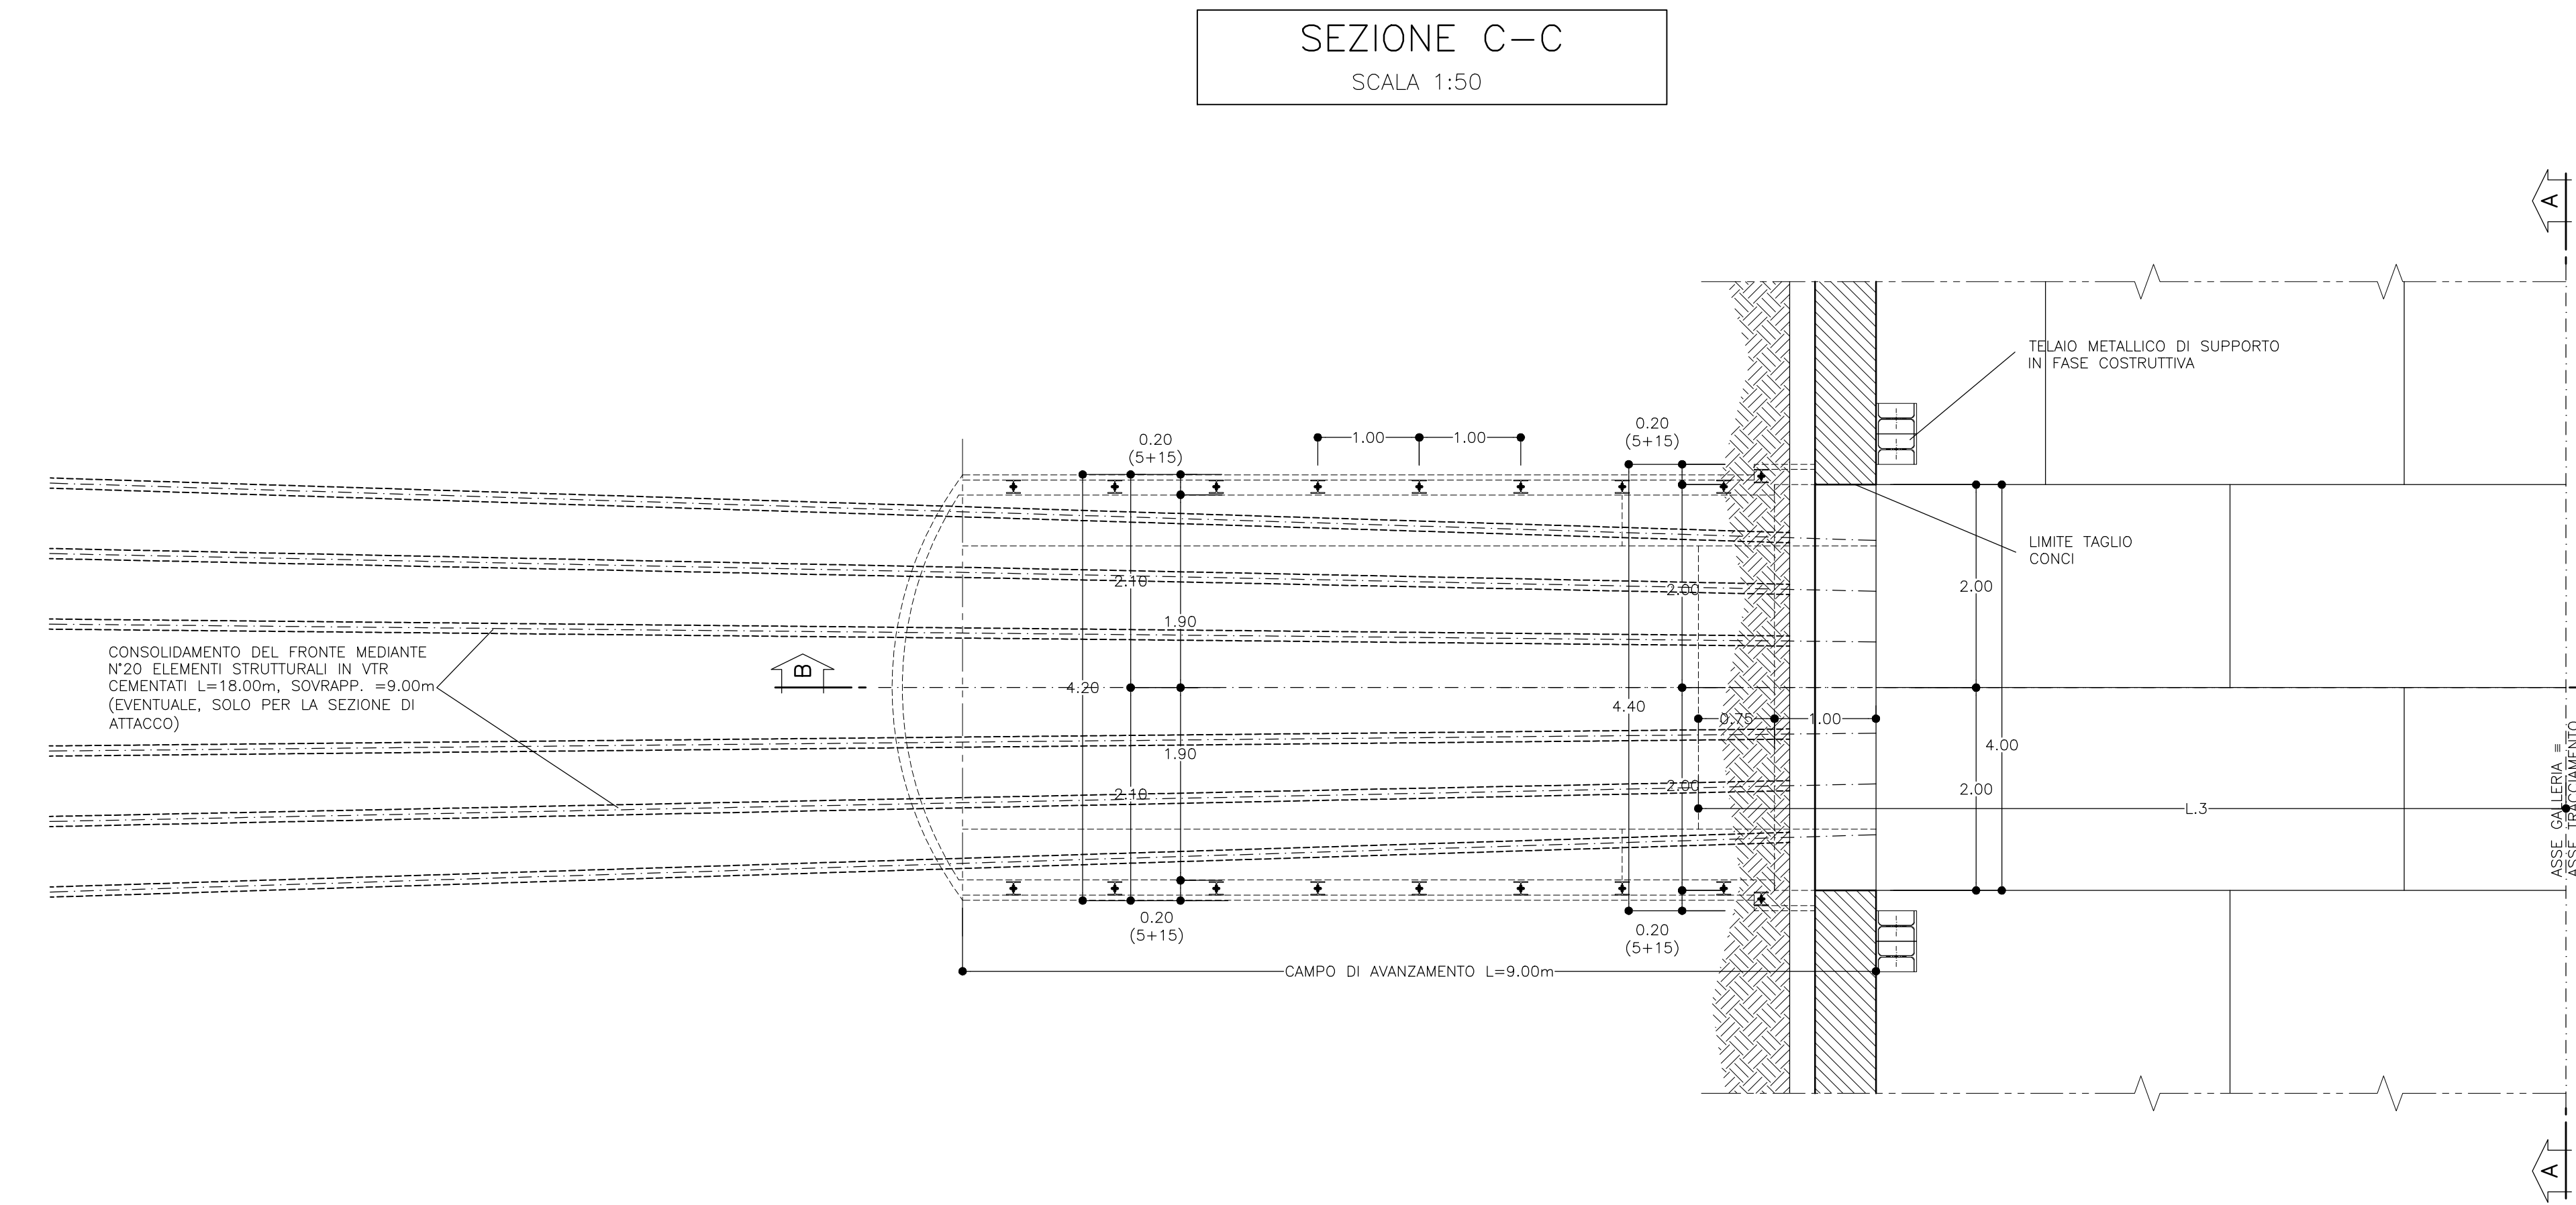 SEZIONE C-C
SCALA 1:50
A
TELAIO METALLICO DI SUPPORTO
IN FASE COSTRUTTIVA
0.20
(5+15)
1.00
1.00
0.20
(5+15)
LIMITE TAGLIO
CONCI
2.10
2.00
2.00
1.90
CONSOLIDAMENTO DEL FRONTE MEDIANTE
N°20 ELEMENTI STRUTTURALI IN VTR
CEMENTATI L=18.00m, SOVRAPP. =9.00m
(EVENTUALE, SOLO PER LA SEZIONE DI
ATTACCO)
B
4.20
4.40
0.75
1.00
4.00
1.90
2.10
2.00
2.00
L.3
ASSE GALLERIA ≡
ASSE TRACCIAMENTO
0.20
(5+15)
0.20
(5+15)
CAMPO DI AVANZAMENTO L=9.00m
A